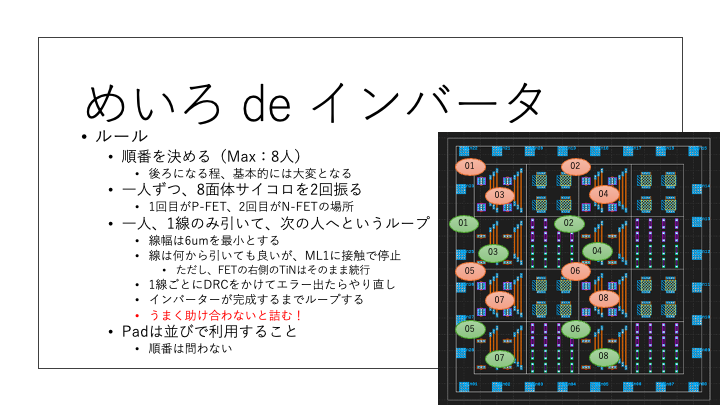 めいろ de インバータ
• ルール
• 順番を決める（Max：8人）
• 後ろになる程、基本的には大変となる
• 一人ずつ、8面体サイコロを2回振る
• 1回目がP-FET、2回目がN-FETの場所
• 一人、1線のみ引いて、次の人へというループ
• 線幅は6umを最小とする
• 線は何から引いても良いが、ML1に接触で停止
• ただし、FETの右側のTiNはそのまま続行
• 1線ごとにDRCをかけてエラー出たらやり直し
• インバーターが完成するまでループする
• うまく助け合わないと詰む！
• Padは並びで利用すること
• 順番は問わない
01 02
03 04
01 02
03 04
05 06
07 08
05 06
07 08